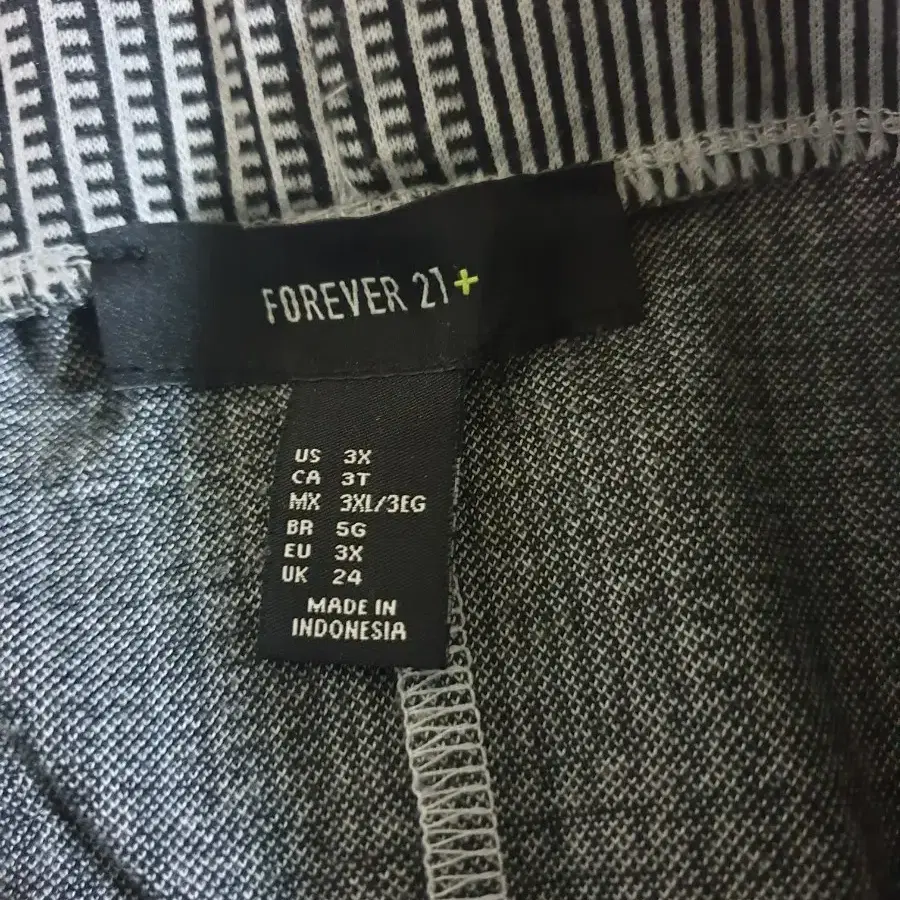 FOREVER 21+
US 3X
CA 3T
MX 3XL/3EG
BR 5G
EU 3X
UK 24
MADE IN
INDONESIA